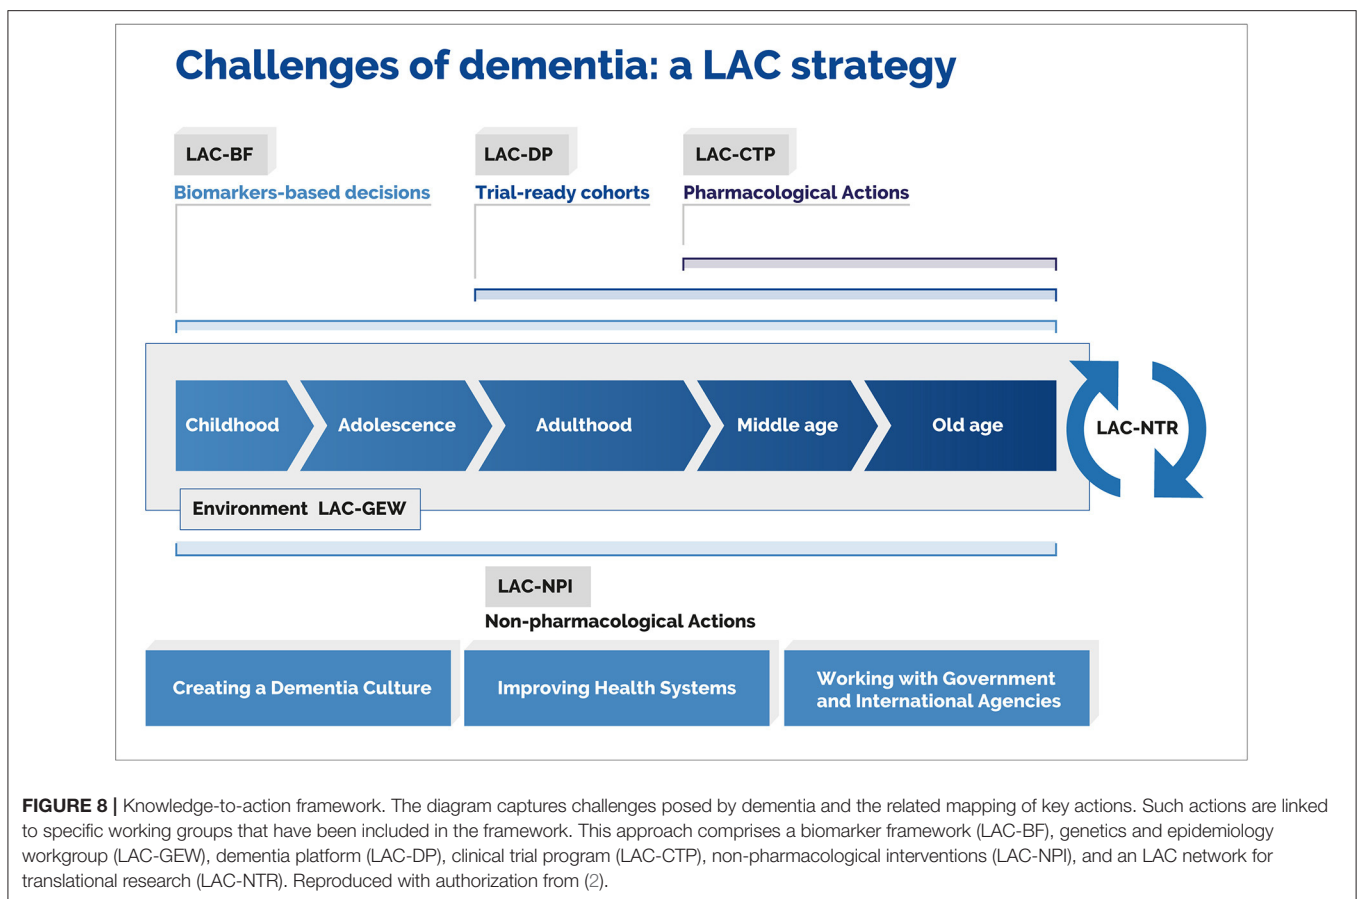 Challenges of dementia: a LAC strategy
LAC-BF
LAC-DP
LAC-CTP
Biomarkers-based decisions
Trial-ready cohorts
Pharmacological Actions
Childhood
Adolescence
Adulthood
Middle age
Old age
LAC-NTR
Environment LAC-GEW
LAC-NPI
Non-pharmacological Actions
Creating a Dementia Culture
Improving Health Systems
Working with Government
and International Agencies
FIGURE 8 | Knowledge-to-action framework. The diagram captures challenges posed by dementia and the related mapping of key actions. Such actions are linked
to specific working groups that have been included in the framework. This approach comprises a biomarker framework (LAC-BF), genetics and epidemiology
workgroup (LAC-GEW), dementia platform (LAC-DP), clinical trial program (LAC-CTP), non-pharmacological interventions (LAC-NPI), and an LAC network for
translational research (LAC-NTR). Reproduced with authorization from (2).